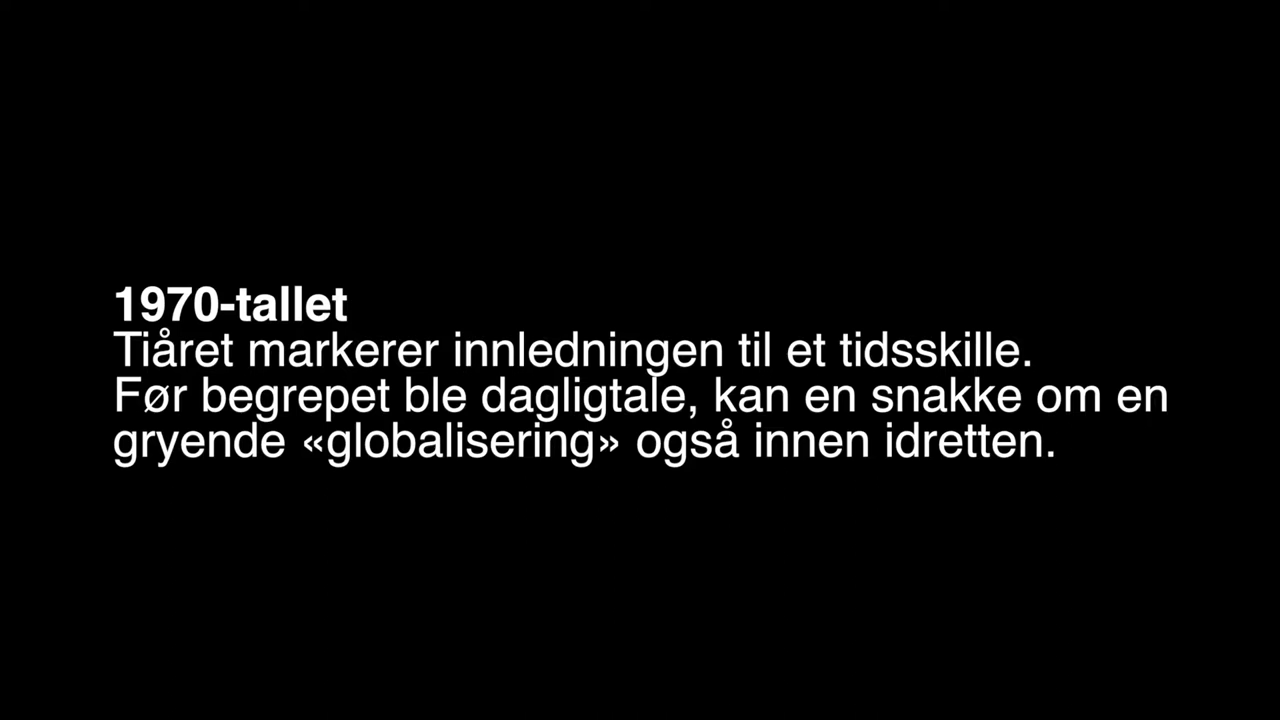 1970-tallet
Tiåret markerer innledningen til et tidsskille.
Før begrepet ble dagligtale, kan en snakke om en
gryende «globalisering» også innen idretten.